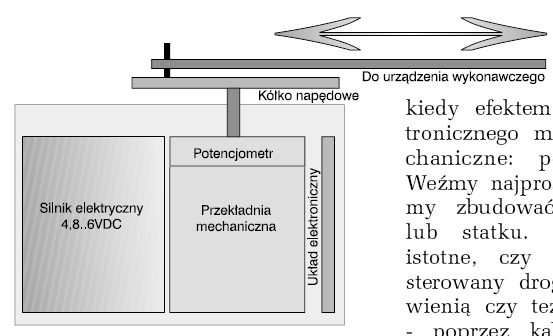 Do urządzenia wykonawczego
Kółko napędowe
Potencjometr
Silnik elektryczny
4,8..6VDC
Przekładnia
mechaniczna
Układ elektroniczny
kiedy efektem
tronicznego m
chaniczne: p
Weźmy najpro
my zbudować
lub statku.
istotne, czy
sterowany drog
wienią czy też
- poprzez kab